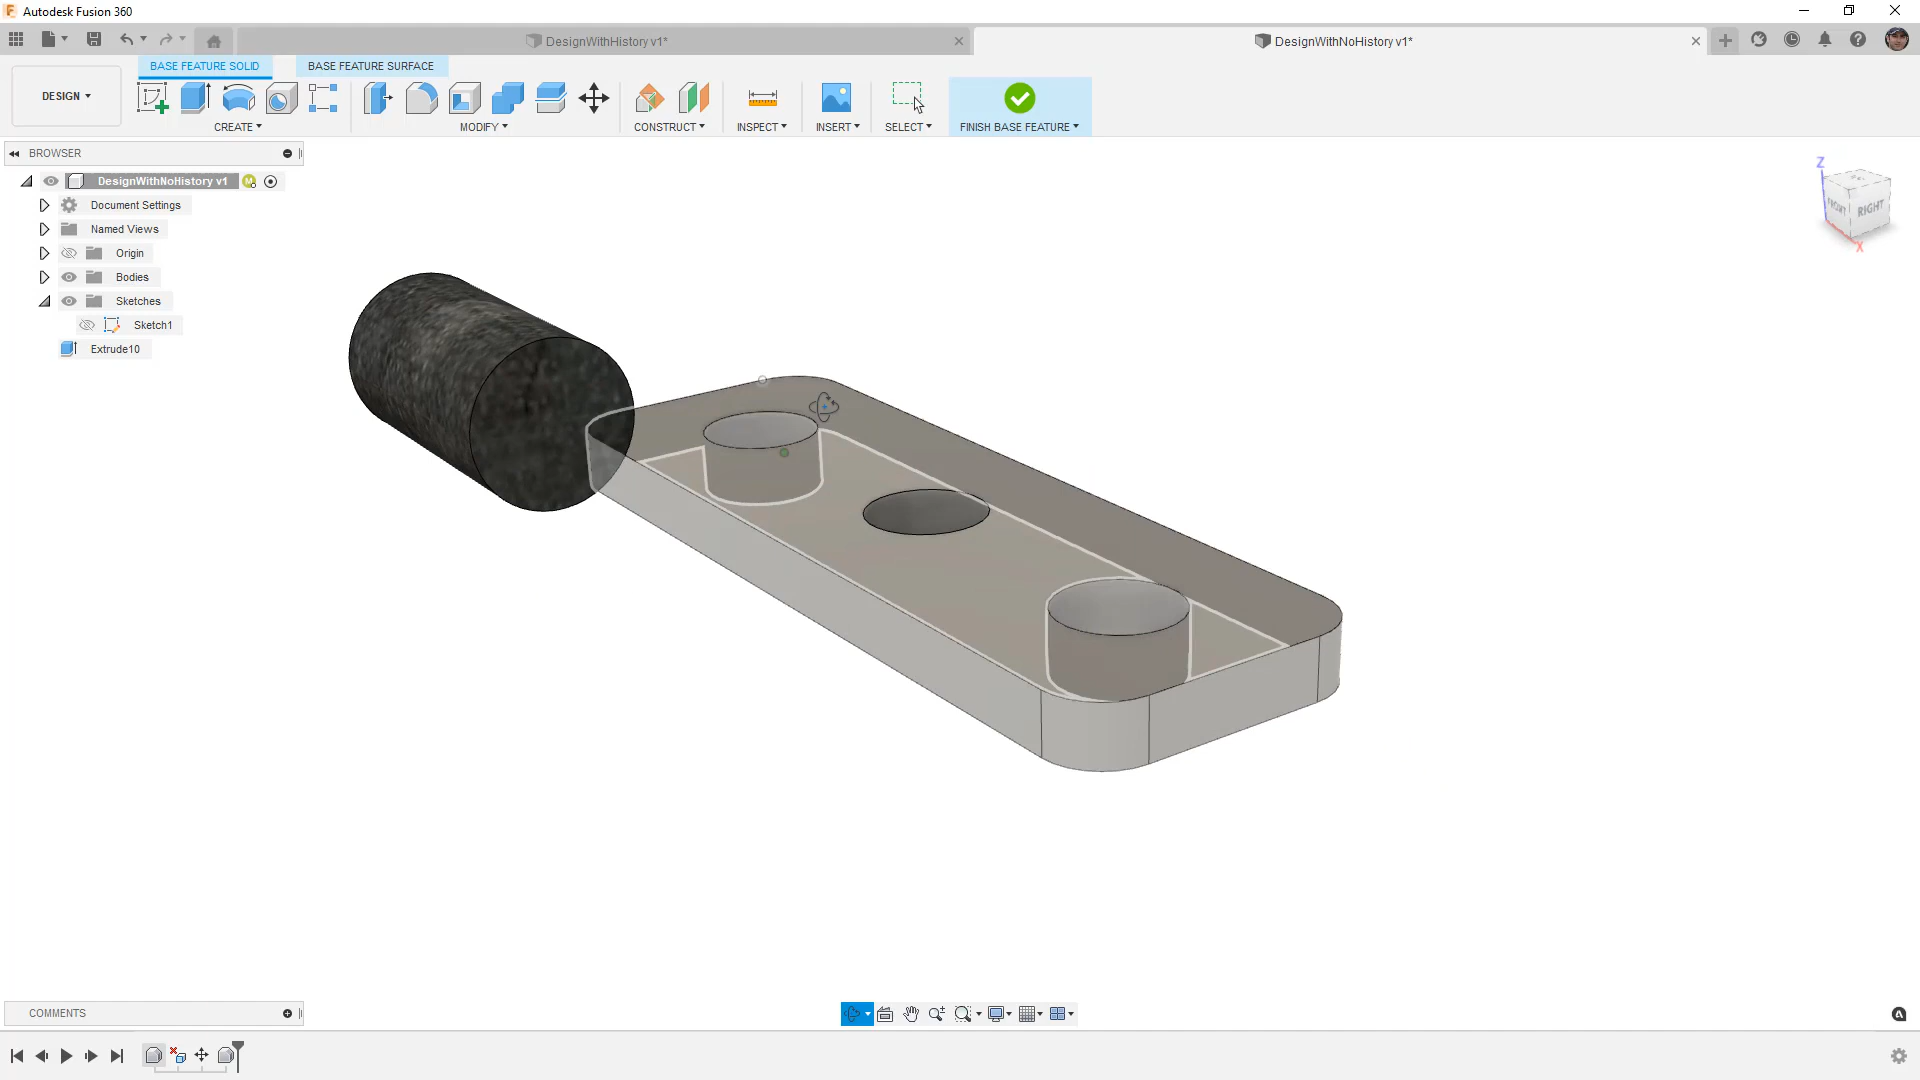 Autodesk Fusion 360
DesignWithHistory v1*
DesignWithNoHistory v1*
BASE FEATURE SOLID
BASE FEATURE SURFACE
DESIGN
CREATE
MODIFY
CONSTRUCT
INSPECT
INSERT
SELECT
FINISH BASE FEATURE
BROWSER
DesignWithNoHistory v1
Document Settings
Named Views
Origin
Bodies
Sketches
Sketch1
Extrude10
Z
FRONT
RIGHT
X
COMMENTS